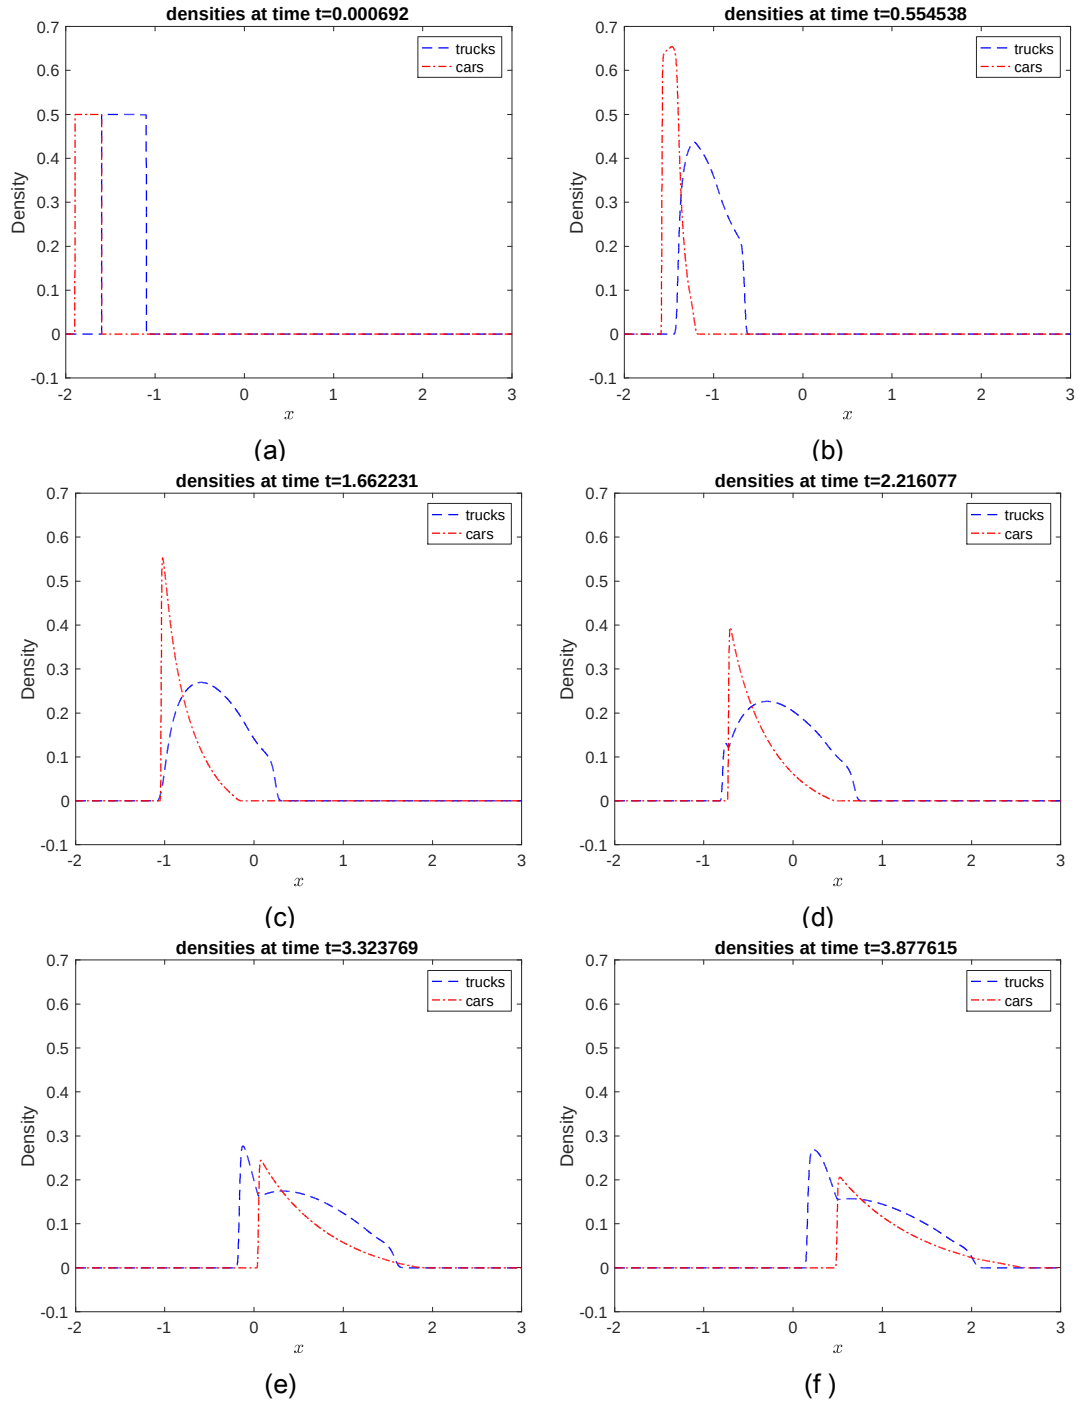 densities at time t=0.000692
0.7
0.6
0.5
0.4
0.3
0.2
0.1
0
-0.1
Density
-2
-1
0
1
2
3
x
trucks
cars
(a)
densities at time t=0.554538
0.7
0.6
0.5
0.4
0.3
0.2
0.1
0
-0.1
Density
-2
-1
0
1
2
3
x
trucks
cars
(b)
densities at time t=1.662231
0.7
0.6
0.5
0.4
0.3
0.2
0.1
0
-0.1
Density
-2
-1
0
1
2
3
x
trucks
cars
(c)
densities at time t=2.216077
0.7
0.6
0.5
0.4
0.3
0.2
0.1
0
-0.1
Density
-2
-1
0
1
2
3
x
trucks
cars
(d)
densities at time t=3.323769
0.7
0.6
0.5
0.4
0.3
0.2
0.1
0
-0.1
Density
-2
-1
0
1
2
3
x
trucks
cars
(e)
densities at time t=3.877615
0.7
0.6
0.5
0.4
0.3
0.2
0.1
0
-0.1
Density
-2
-1
0
1
2
3
x
trucks
cars
(f )